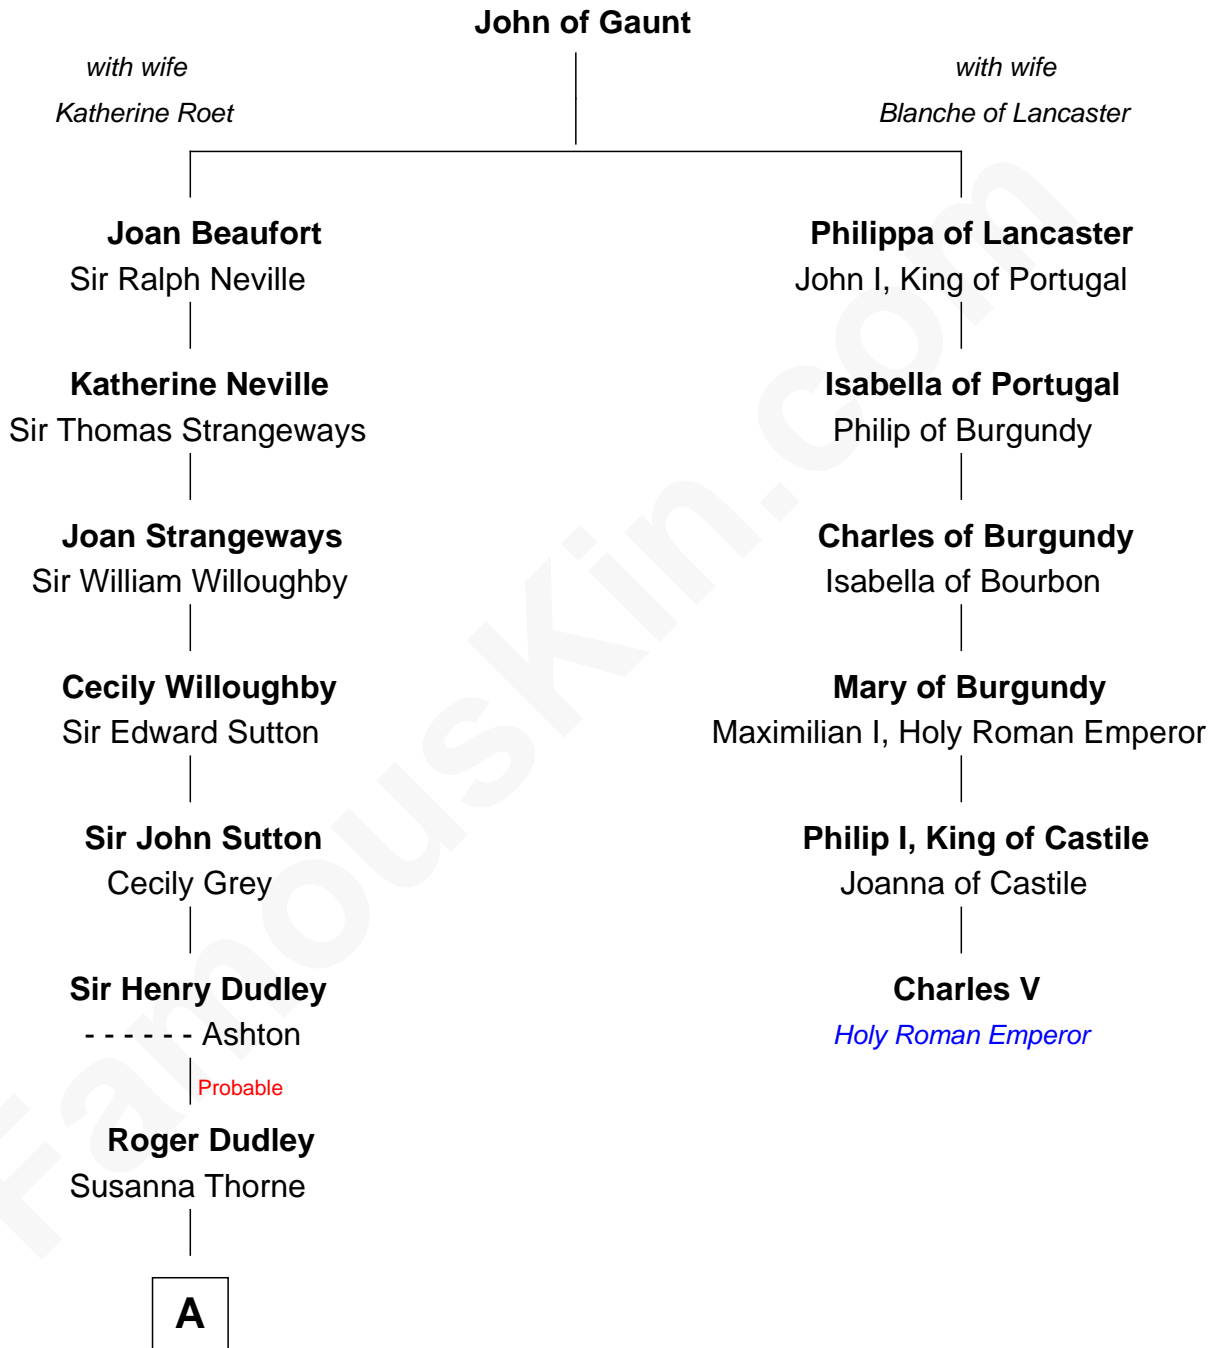 John of Gaunt
with wife
Katherine Roet
with wife
Blanche of Lancaster
Joan Beaufort
Sir Ralph Neville
Philippa of Lancaster
John I, King of Portugal
Katherine Neville
Sir Thomas Strangeways
Isabella of Portugal
Philip of Burgundy
Joan Strangeways
Sir William Willoughby
Charles of Burgundy
Isabella of Bourbon
Cecily Willoughby
Sir Edward Sutton
Mary of Burgundy
Maximilian I, Holy Roman Emperor
Sir John Sutton
Cecily Grey
Philip I, King of Castile
Joanna of Castile
Sir Henry Dudley
- - - - - - Ashton
Charles V
Holy Roman Emperor
Probable
Roger Dudley
Susanna Thorne
A
FamousKin.com